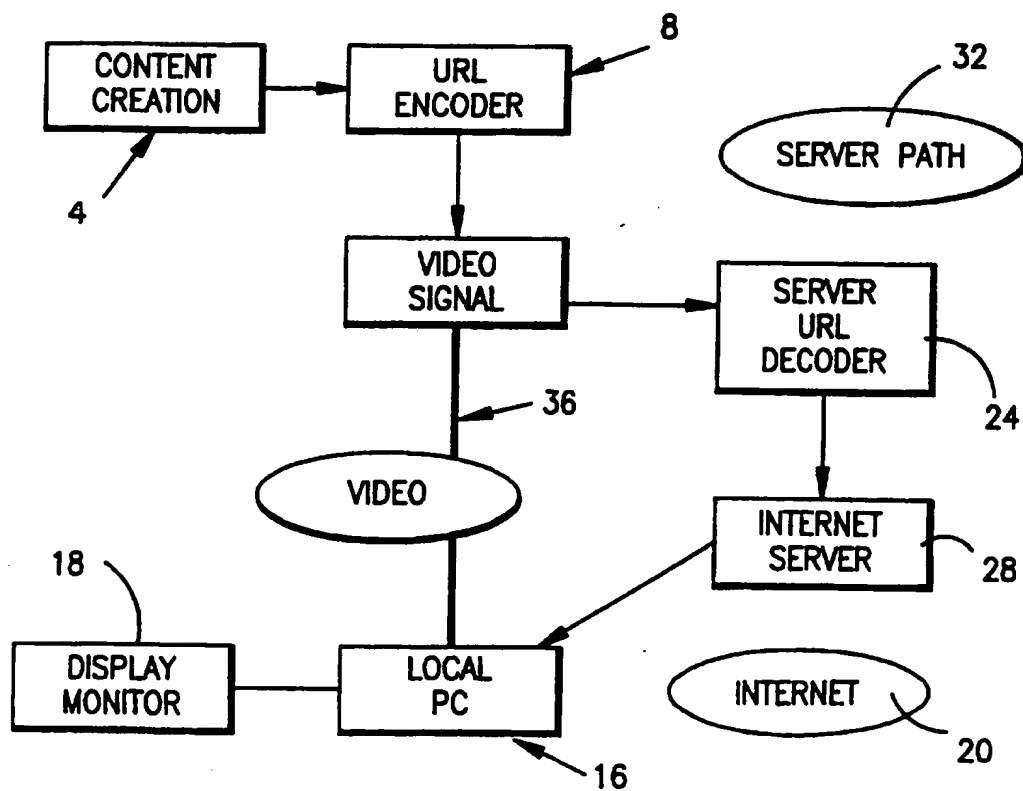 CONTENT
CREATION
4
URL
ENCODER
8
32
SERVER PATH
VIDEO
SIGNAL
SERVER
URL
DECODER
24
36
VIDEO
INTERNET
SERVER
28
18
DISPLAY
MONITOR
LOCAL
PC
16
INTERNET
20